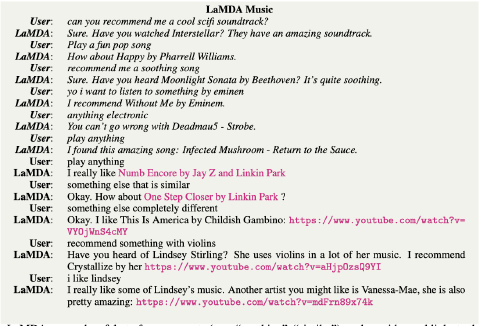 LaMDA Music
User: can you recommend me a cool scifi soundtrack?
LaMDA: Sure. Have you watched Interstellar? They have an amazing soundtrack.
User: Play a fun pop song
LaMDA: How about Happy by Pharrell Williams.
User: recommend me a soothing song
LaMDA: Sure. Have you heard Moonlight Sonata by Beethoven? It's quite soothing.
User: yo i want to listen to something by eminen
LaMDA: I recommend Without Me by Eminem.
User: anything electronic
LaMDA: You can't go wrong with Deadmau5 - Strobe.
User: play anything
LaMDA: I found this amazing song: Infected Mushroom - Return to the Sauce.
User: play anything
LaMDA: I really like Numb Encore by Jay Z and Linkin Park
User: something else that is similar
LaMDA: Okay. How about One Step Closer by Linkin Park ?
User: something else completely different
LaMDA: Okay. I like This Is America by Childish Gambino: https://www.youtube.com/watch?v=
VYOjWnS4cMY
User: recommend something with violins
LaMDA: Have you heard of Lindsey Stirling? She uses violins in a lot of her music. I recommend
Crystallize by her https://www.youtube.com/watch?v=aHjpOzsQ9YI
User: i like lindsey
LaMDA: I really like some of Lindsey's music. Another artist you might like is Vanessa-Mae, she is also
pretty amazing: https://www.youtube.com/watch?v=mdFrn89x74k